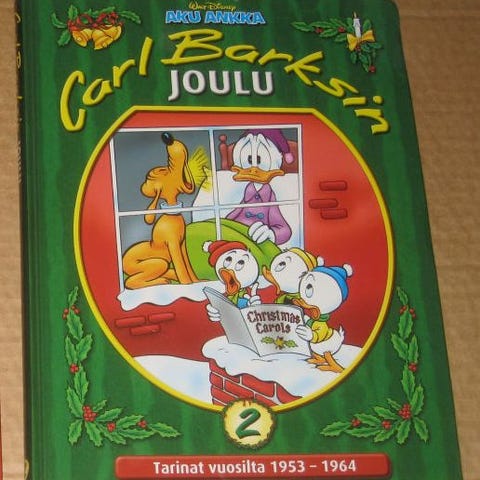 Walt Disney
AKU ANKKA
Carl Barksin
JOULU
Christmas
Carols
2
Tarinat vuosilta 1953 - 1964